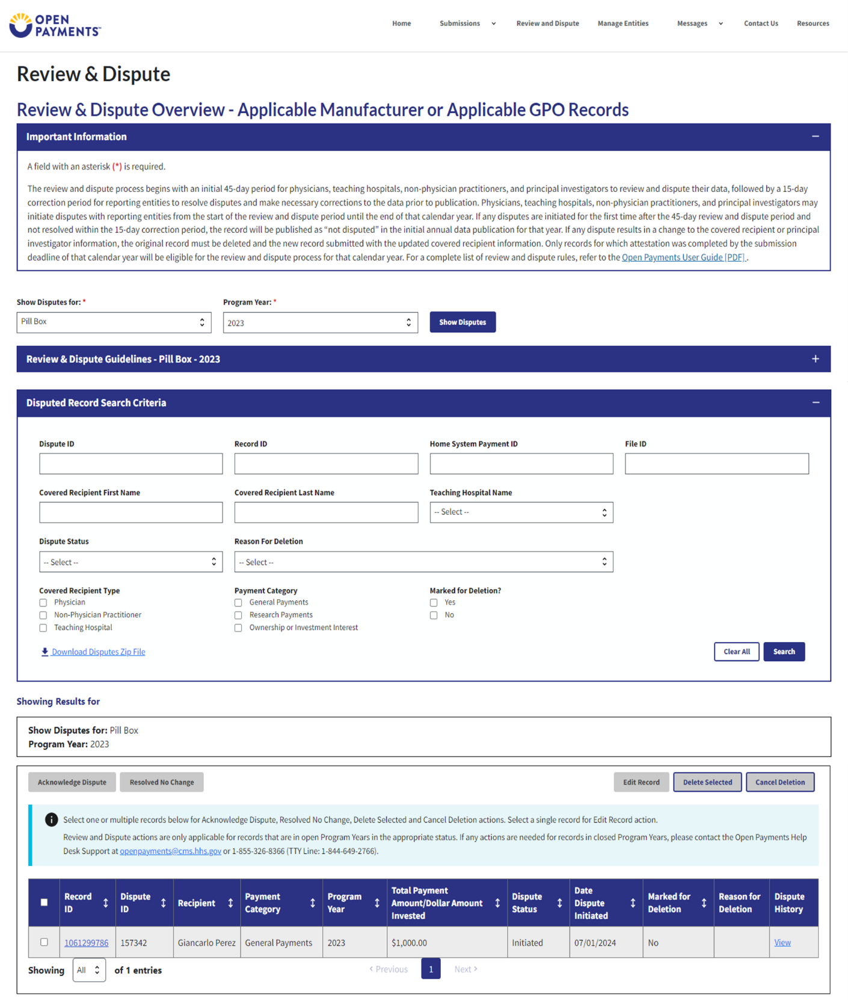 OPEN
PAYMENTS™
Home Submissions Review and Dispute Manage Entities Messages Contact Us Resources
Review & Dispute
Review & Dispute Overview - Applicable Manufacturer or Applicable GPO Records
Important Information
A field with an asterisk (*) is required.
The review and dispute process begins with an initial 45-day period for physicians, teaching hospitals, non-physician practitioners, and principal investigators to review and dispute their data, followed by a 15-day
correction period for reporting entities to resolve disputes and make necessary corrections to the data prior to publication. Physicians, teaching hospitals, non-physician practitioners, and principal investigators may
initiate disputes with reporting entities from the start of the review and dispute period until the end of that calendar year. If any disputes are initiated for the first time after the 45-day review and dispute period and
not resolved within the 15-day correction period, the record will be published as “not disputed” in the initial annual data publication for that year. If any dispute results in a change to the covered recipient or principal
investigator information, the original record must be deleted and the new record submitted with the updated covered recipient information. Only records for which attestation was completed by the submission
deadline of that calendar year will be eligible for the review and dispute process for that calendar year. For a complete list of review and dispute rules, refer to the Open Payments User Guide [PDF] .
Show Disputes for: * Program Year: *
Pill Box 2023 Show Disputes
Review & Dispute Guidelines - Pill Box - 2023
Disputed Record Search Criteria
Dispute ID Record ID Home System Payment ID File ID
Covered Recipient First Name Covered Recipient Last Name Teaching Hospital Name
-- Select --
Dispute Status Reason For Deletion
-- Select -- -- Select --
Covered Recipient Type Payment Category Marked for Deletion?
Physician General Payments Yes
Non-Physician Practitioner Research Payments No
Teaching Hospital Ownership or Investment Interest
Download Disputes Zip File Clear All Search
Showing Results for
Show Disputes for: Pill Box
Program Year: 2023
Acknowledge Dispute Resolved No Change Edit Record Delete Selected Cancel Deletion
Select one or multiple records below for Acknowledge Dispute, Resolved No Change, Delete Selected and Cancel Deletion actions. Select a single record for Edit Record action.
Review and Dispute actions are only applicable for records that are in open Program Years in the appropriate status. If any actions are needed for records in closed Program Years, please contact the Open Payments Help
Desk Support at openpayments@cms.hhs.gov or 1-855-326-8366 (TTY Line: 1-844-649-2766).
Record ID Dispute ID Recipient Payment Category Program Year Total Payment Amount/Dollar Amount Invested Dispute Status Date Dispute Initiated Marked for Deletion Reason for Deletion Dispute History
1061299786 157342 Giancarlo Perez General Payments 2023 $1,000.00 Initiated 07/01/2024 No View
Showing All of 1 entries < Previous 1 Next >